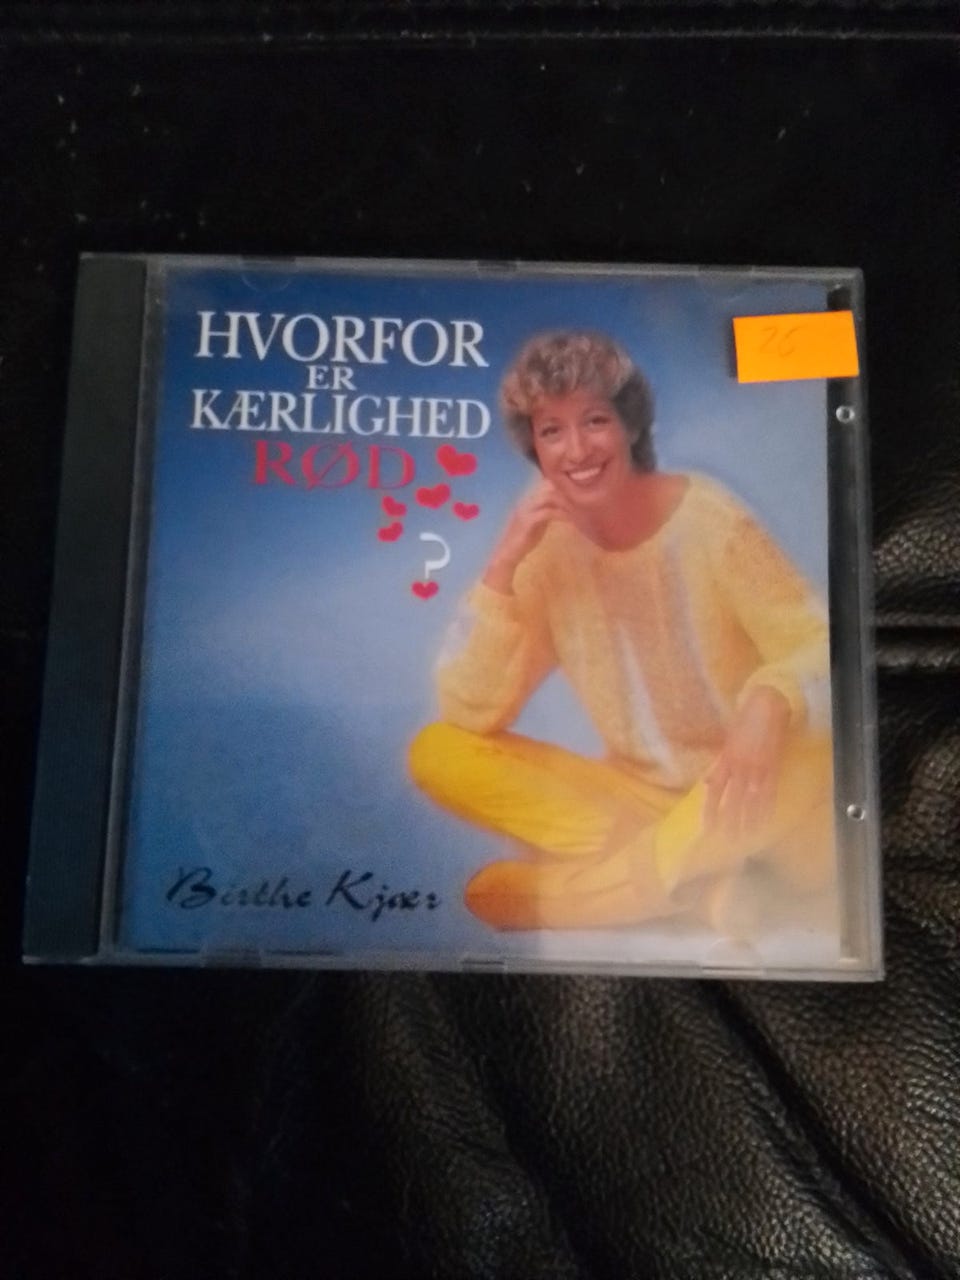 HVORFOR
ER
KÆRLIGHED
RØD
?
Birthe Kjær